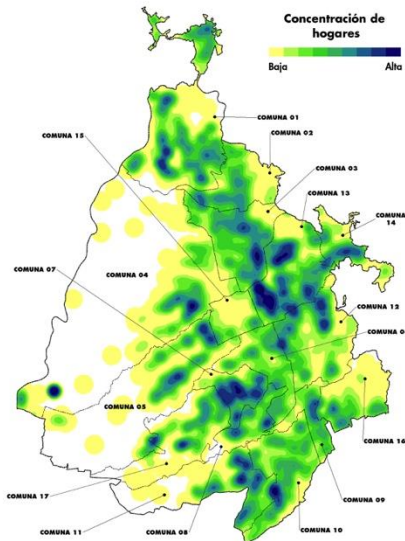 Concentración de
hogares
Baja
Alta
COMUNA 01
COMUNA 15
COMUNA 02
COMUNA 03
COMUNA 13
COMUNA
14
COMUNA 07
COMUNA 04
COMUNA 12
COMUNA 0
COMUNA 05
COMUNA 16
COMUNA 17
COMUNA 09
COMUNA 11
COMUNA 08
COMUNA 10